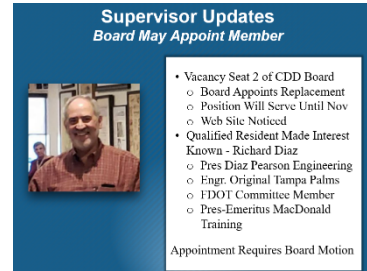 Supervisor Updates
Board May Appoint Member
• Vacancy Seat 2 of CDD Board
o Board Appoints Replacement
o Position Will Serve Until Nov
o Web Site Noticed
• Qualified Resident Made Interest
Known - Richard Diaz
o Pres Diaz Pearson Engineering
o Engr. Original Tampa Palms
o FDOT Committee Member
o Pres-Emeritus MacDonald
Training
Appointment Requires Board Motion